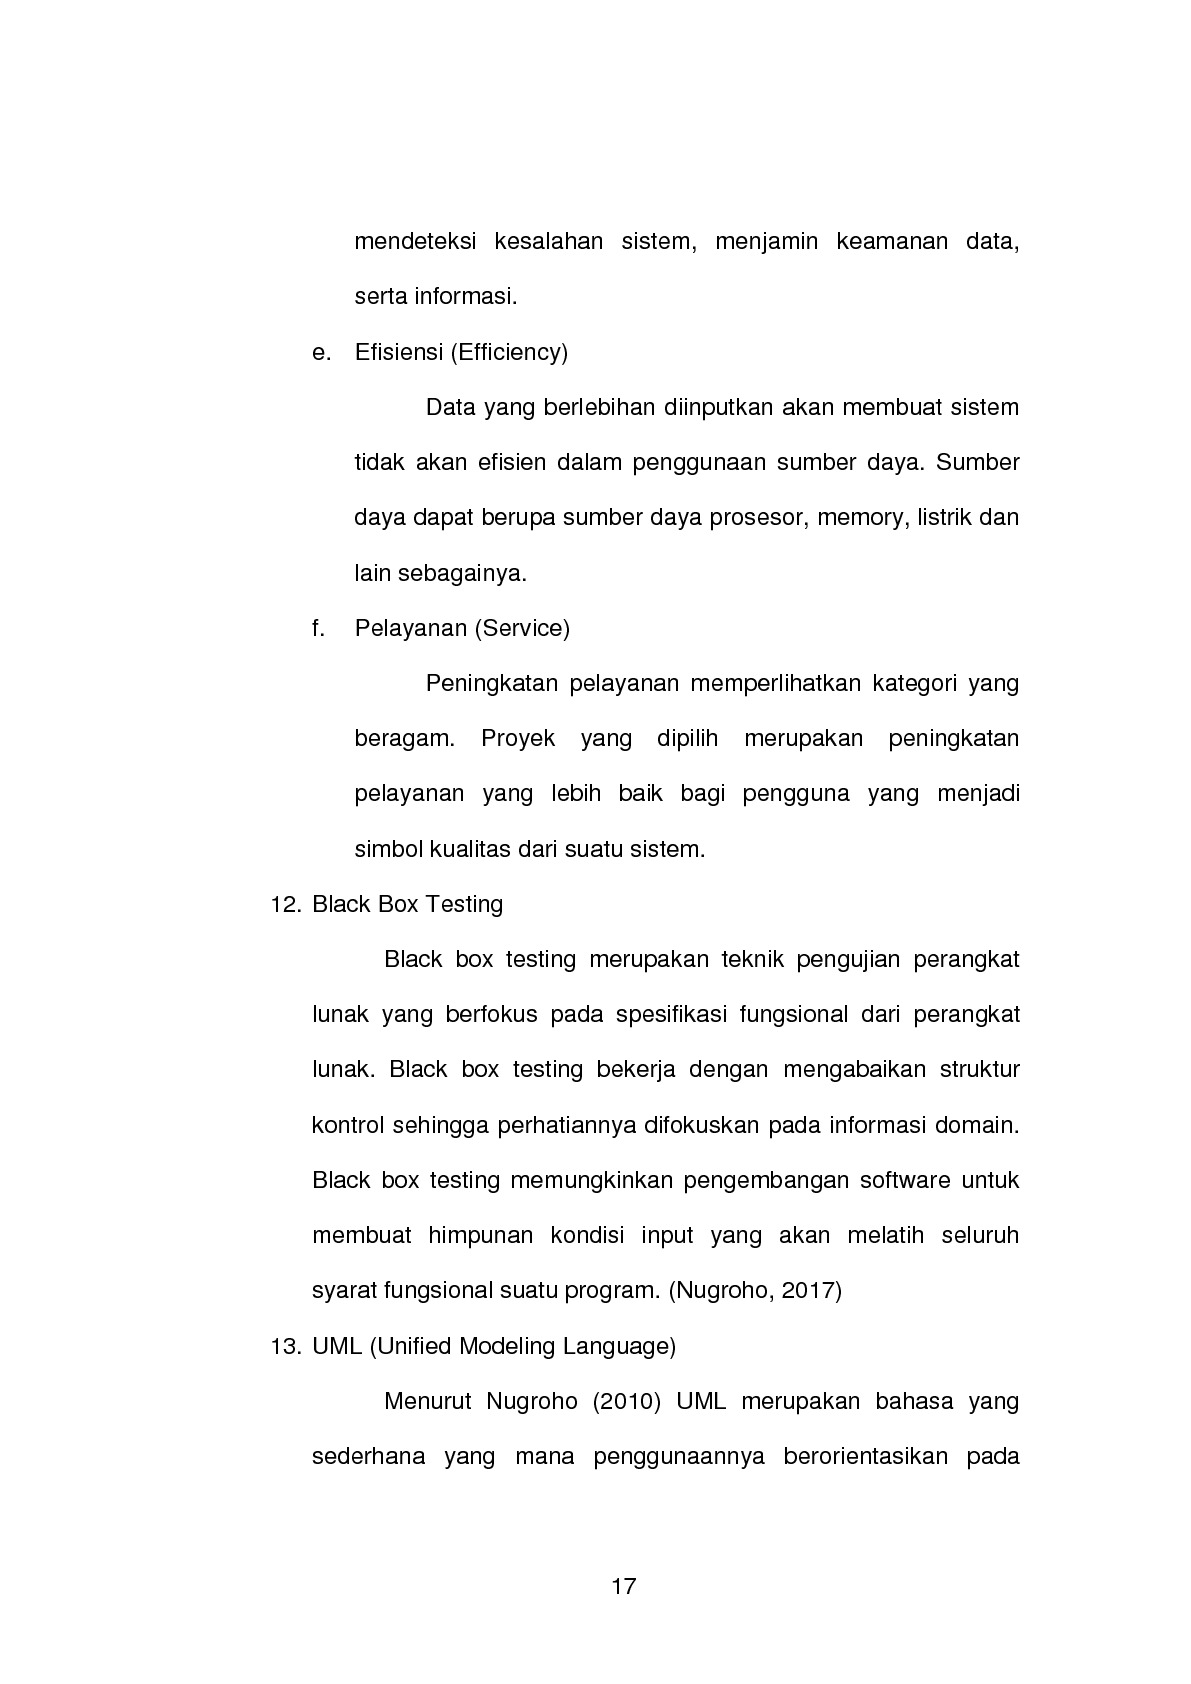 mendeteksi kesalahan sistem, menjamin keamanan data,
serta informasi.
e. Efisiensi (Efficiency)
Data yang berlebihan diinputkan akan membuat sistem
tidak akan efisien dalam penggunaan sumber daya. Sumber
daya dapat berupa sumber daya prosesor, memory, listrik dan
lain sebagainya.
f. Pelayanan (Service)
Peningkatan pelayanan memperlihatkan kategori yang
beragam. Proyek yang dipilih merupakan peningkatan
pelayanan yang lebih baik bagi pengguna yang menjadi
simbol kualitas dari suatu sistem.
12. Black Box Testing
Black box testing merupakan teknik pengujian perangkat
lunak yang berfokus pada spesifikasi fungsional dari perangkat
lunak. Black box testing bekerja dengan mengabaikan struktur
kontrol sehingga perhatiannya difokuskan pada informasi domain.
Black box testing memungkinkan pengembangan software untuk
membuat himpunan kondisi input yang akan melatih seluruh
syarat fungsional suatu program. (Nugroho, 2017)
13. UML (Unified Modeling Language)
Menurut Nugroho (2010) UML merupakan bahasa yang
sederhana yang mana penggunaannya berorientasikan pada
17